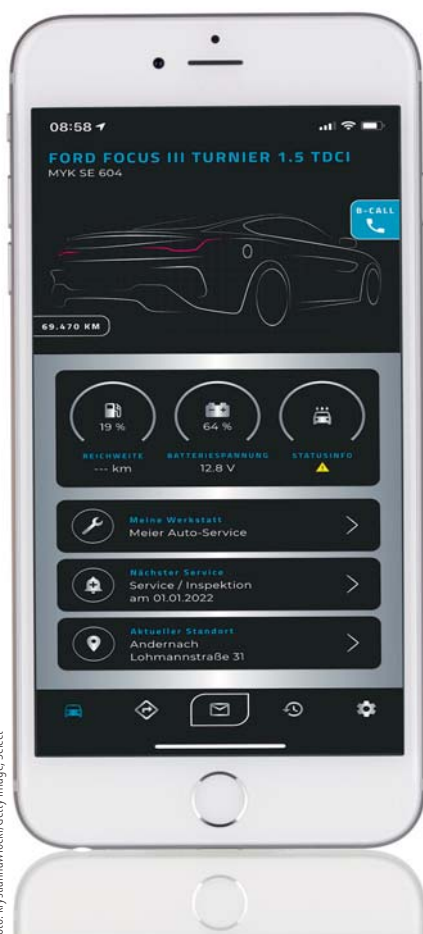 08:58
FORD FOCUS III TURNIER 1.5 TDCI
MYK SE 604
B-CALL
69.470 KM
19 %
64 %
REICHWEITE
BATTERIESPANNUNG
STATUSINFO
--- km
12.8 V
Meine Werkstatt
Meier Auto-Service
Nächster Service
Service / Inspektion
am 01.01.2022
Aktueller Standort
Andernach
Lohmannstraße 31